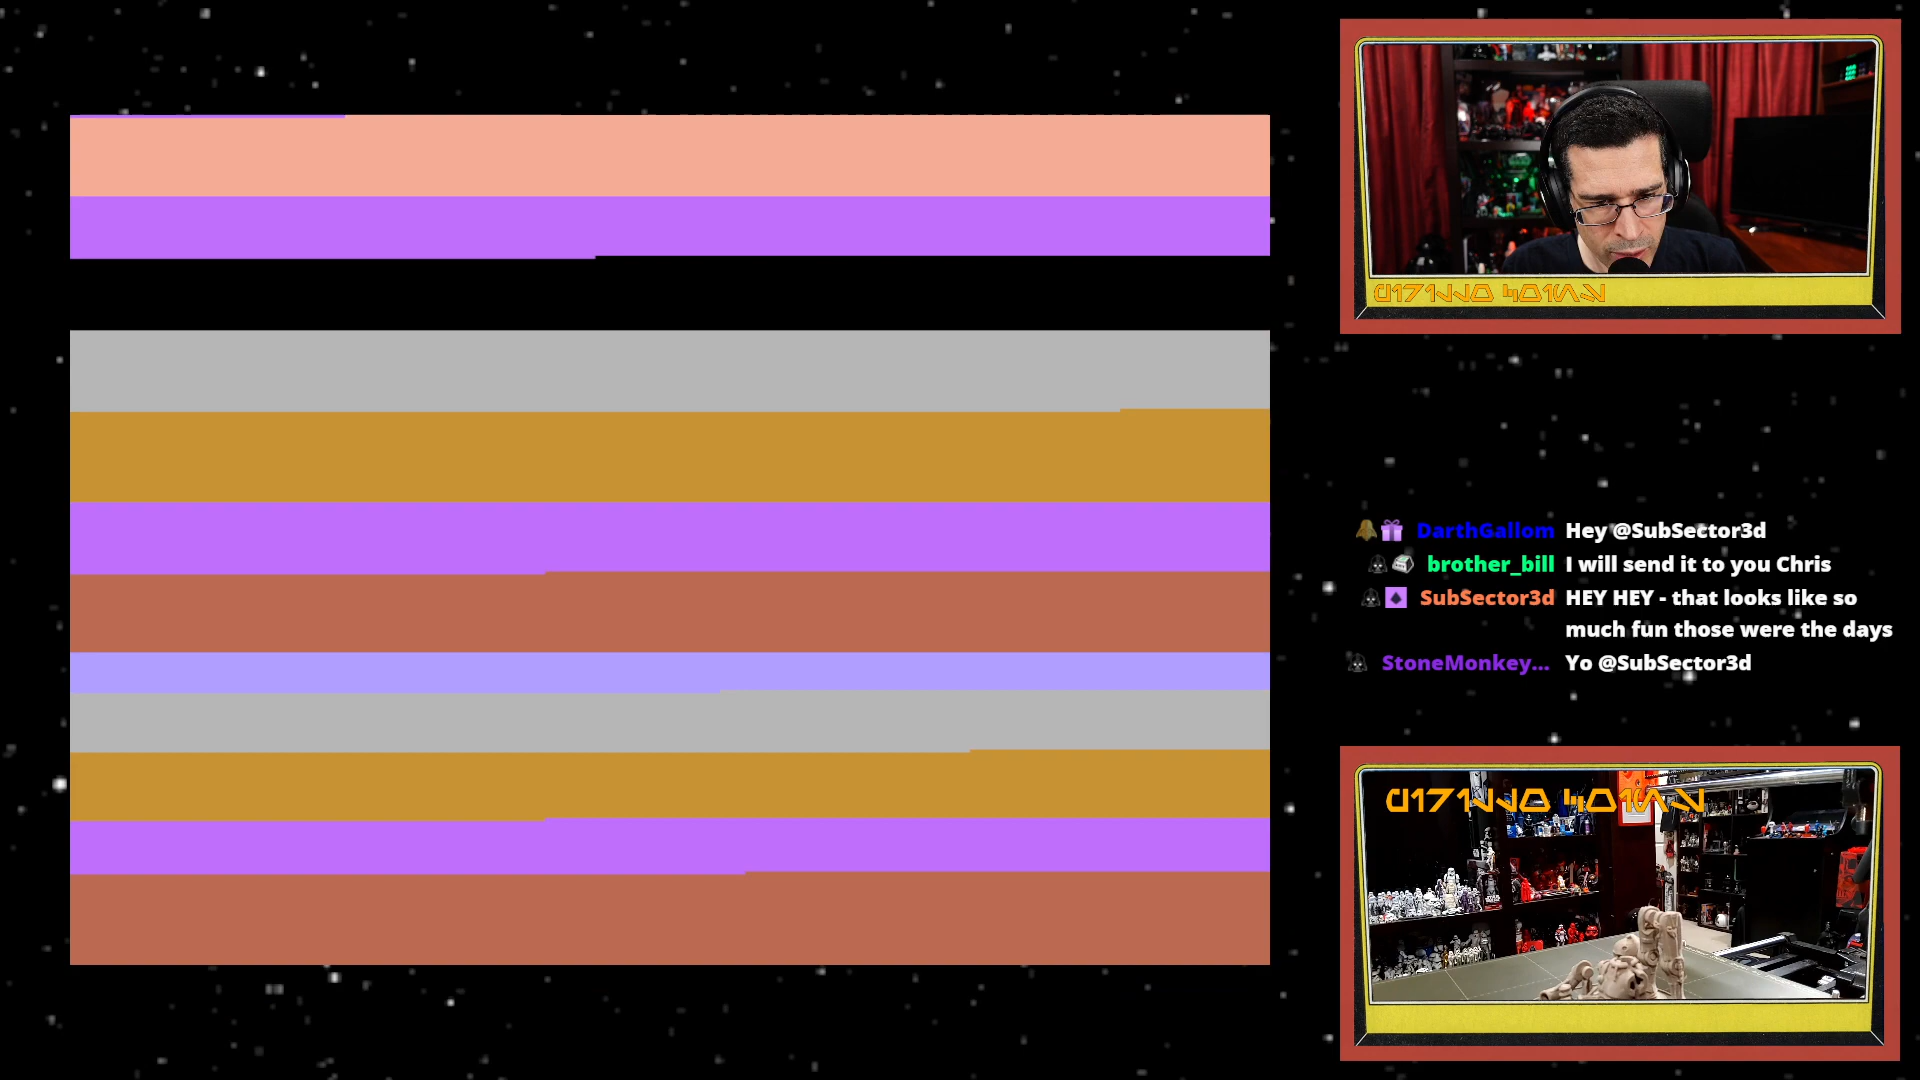 DarthGallom Hey @SubSector3d
brother_bill I will send it to you Chris
SubSector3d HEY HEY - that looks like so
much fun those were the days
StoneMonkey... Yo @SubSector3d